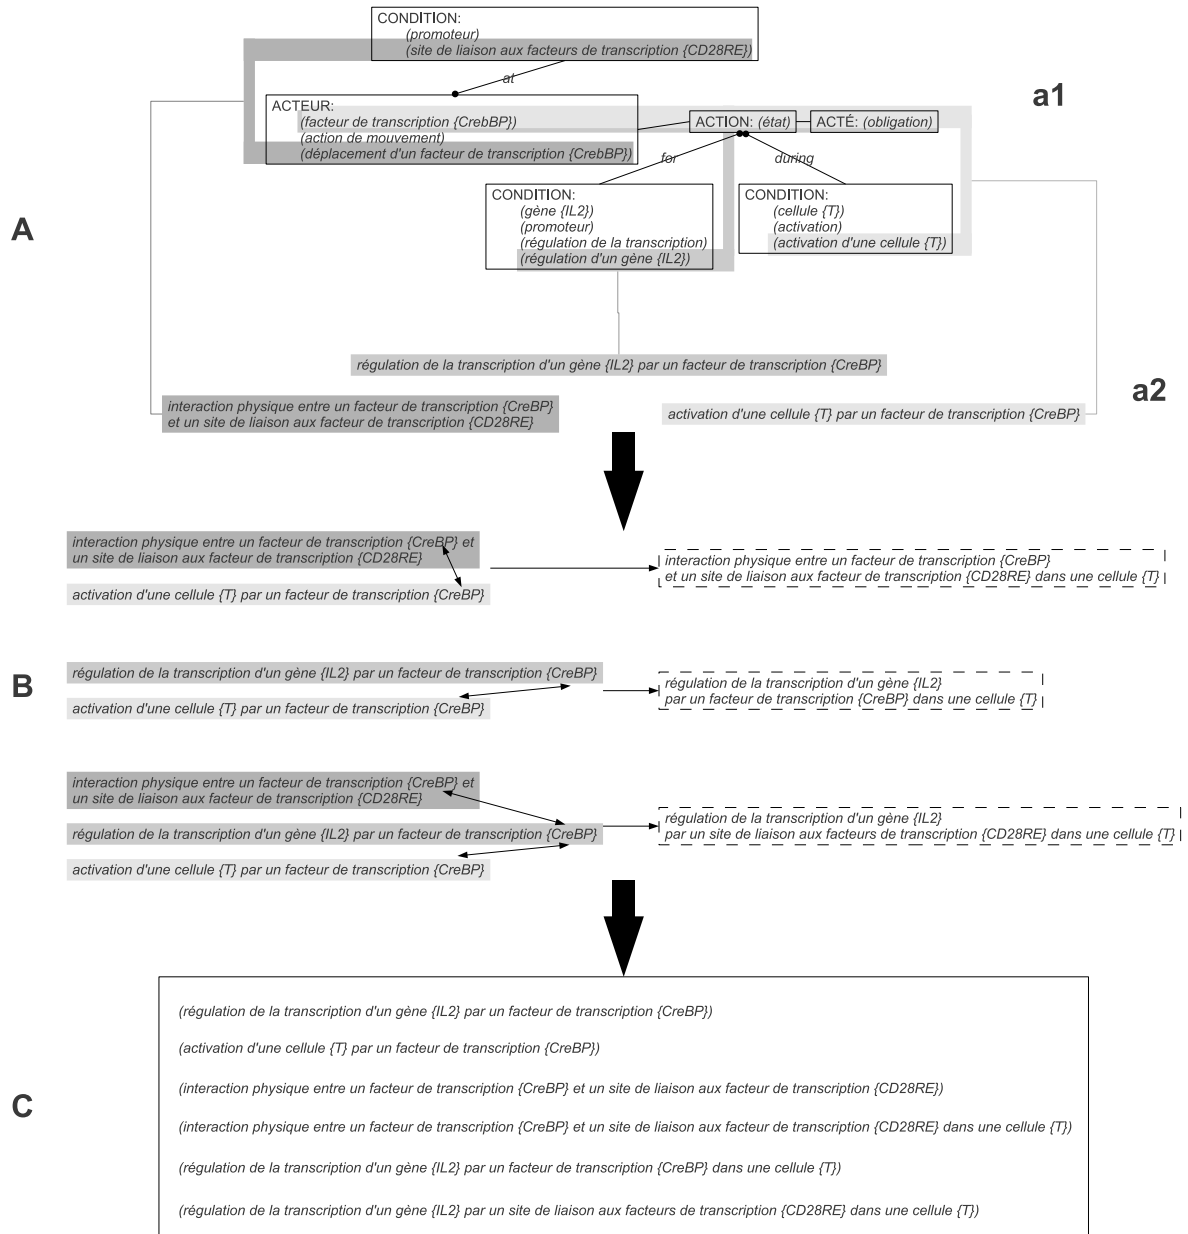 CONDITION:
(promoteur)
(site de liaison aux facteurs de transcription {CD28RE})
at
a1
ACTEUR:
(facteur de transcription {CrebBP})
(action de mouvement)
(déplacement d'un facteur de transcription {CrebBP})
ACTION: (état)
ACTÉ: (obligation)
for
during
CONDITION:
(gène {IL2})
(promoteur)
(régulation de la transcription)
(régulation d'un gène {IL2})
CONDITION:
(cellule {T})
(activation)
(activation d'une cellule {T})
A
régulation de la transcription d'un gène {IL2} par un facteur de transcription {CreBP}
a2
interaction physique entre un facteur de transcription {CreBP}
et un site de liaison aux facteur de transcription {CD28RE}
activation d'une cellule {T} par un facteur de transcription {CreBP}
interaction physique entre un facteur de transcription {CreBP} et
un site de liaison aux facteur de transcription {CD28RE}
activation d'une cellule {T} par un facteur de transcription {CreBP}
interaction physique entre un facteur de transcription {CreBP}
et un site de liaison aux facteur de transcription {CD28RE} dans une cellule {T}
B
régulation de la transcription d'un gène {IL2} par un facteur de transcription {CreBP}
activation d'une cellule {T} par un facteur de transcription {CreBP}
régulation de la transcription d'un gène {IL2}
par un facteur de transcription {CreBP} dans une cellule {T}
interaction physique entre un facteur de transcription {CreBP} et
un site de liaison aux facteur de transcription {CD28RE}
régulation de la transcription d'un gène {IL2} par un facteur de transcription {CreBP}
activation d'une cellule {T} par un facteur de transcription {CreBP}
régulation de la transcription d'un gène {IL2}
par un site de liaison aux facteurs de transcription {CD28RE} dans une cellule {T}
C
(régulation de la transcription d'un gène {IL2} par un facteur de transcription {CreBP})
(activation d'une cellule {T} par un facteur de transcription {CreBP})
(interaction physique entre un facteur de transcription {CreBP} et un site de liaison aux facteur de transcription {CD28RE})
(interaction physique entre un facteur de transcription {CreBP} et un site de liaison aux facteur de transcription {CD28RE} dans une cellule {T})
(régulation de la transcription d'un gène {IL2} par un facteur de transcription {CreBP} dans une cellule {T})
(régulation de la transcription d'un gène {IL2} par un site de liaison aux facteurs de transcription {CD28RE} dans une cellule {T})